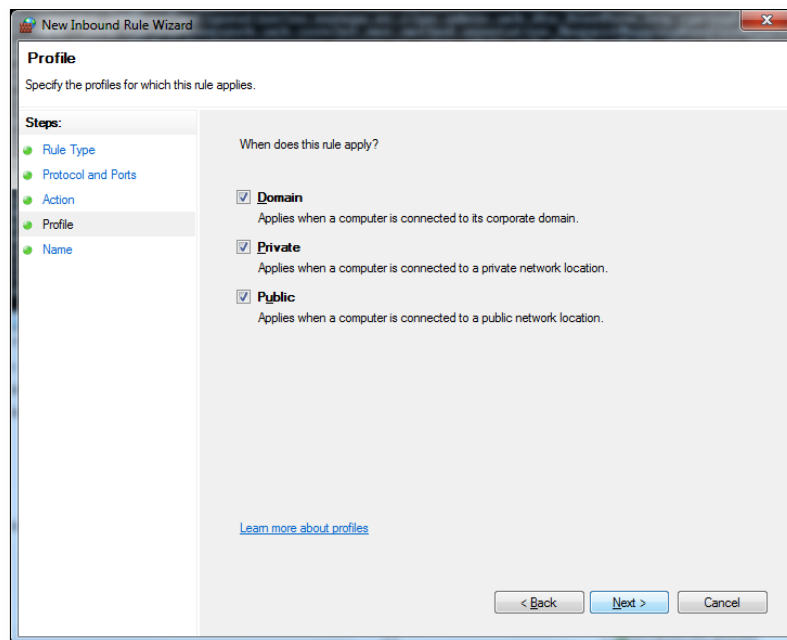 New Inbound Rule Wizard
Profile
Specify the profiles for which this rule applies.
Steps:
Rule Type
Protocol and Ports
Action
Profile
Name
When does this rule apply?
Domain
Applies when a computer is connected to its corporate domain.
Private
Applies when a computer is connected to a private network location.
Public
Applies when a computer is connected to a public network location.
Learn more about profiles
< Back
Next >
Cancel